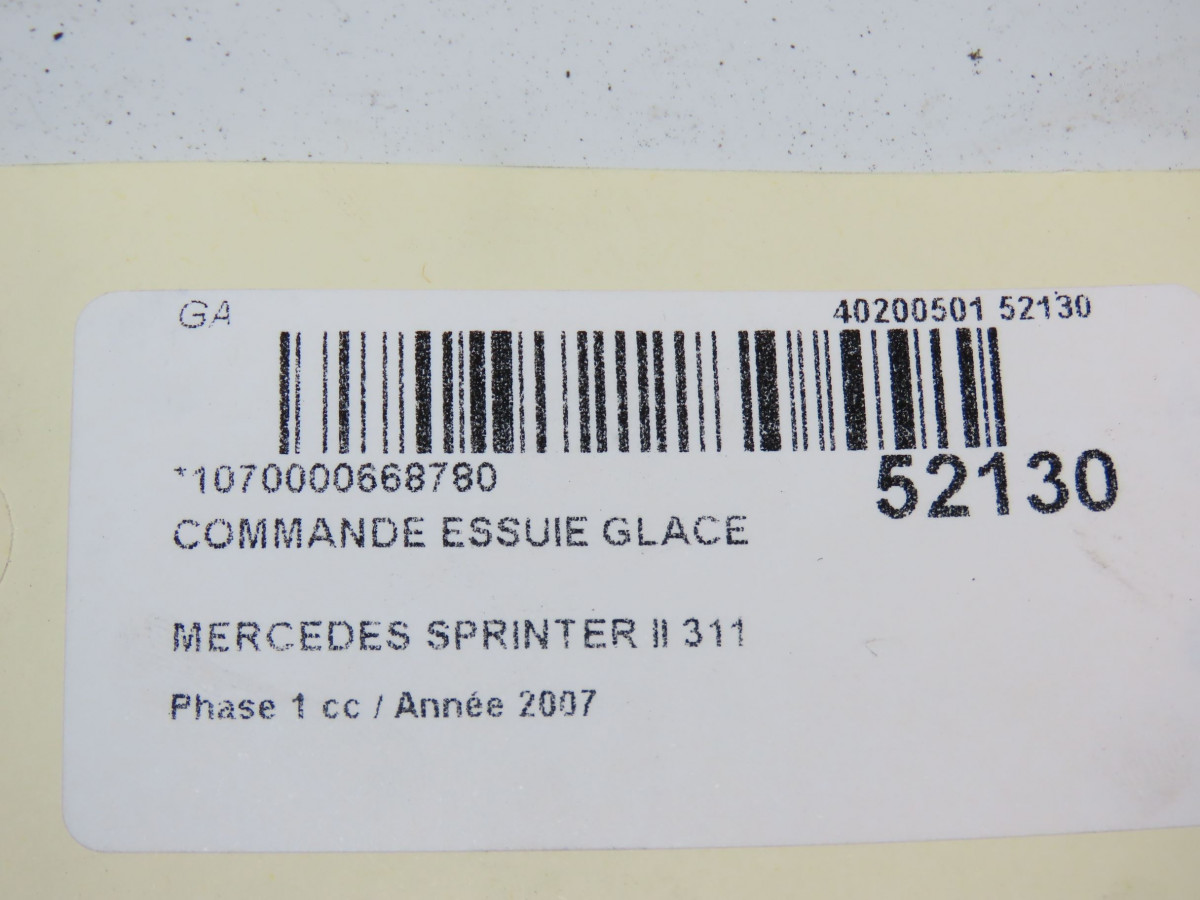 GA
40200501 52130
*1070000668780
52130
COMMANDE ESSUIE GLACE
MERCEDES SPRINTER II 311
Phase 1 cc / Année 2007